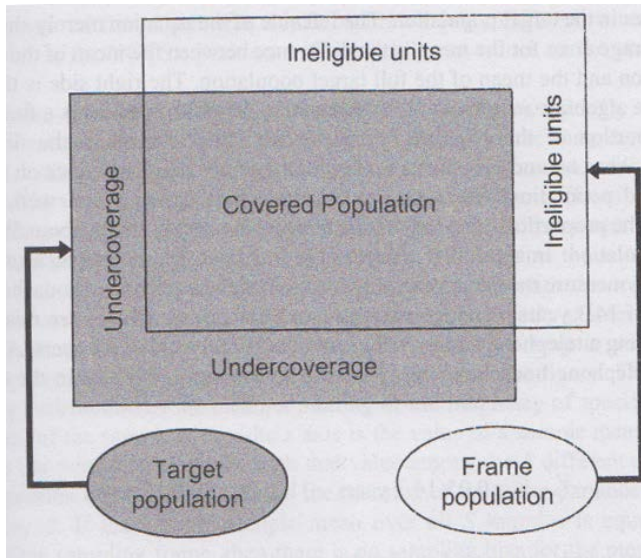 Ineligible units
Ineligible units
Undercoverage
Covered Population
Undercoverage
Target
population
Frame
population